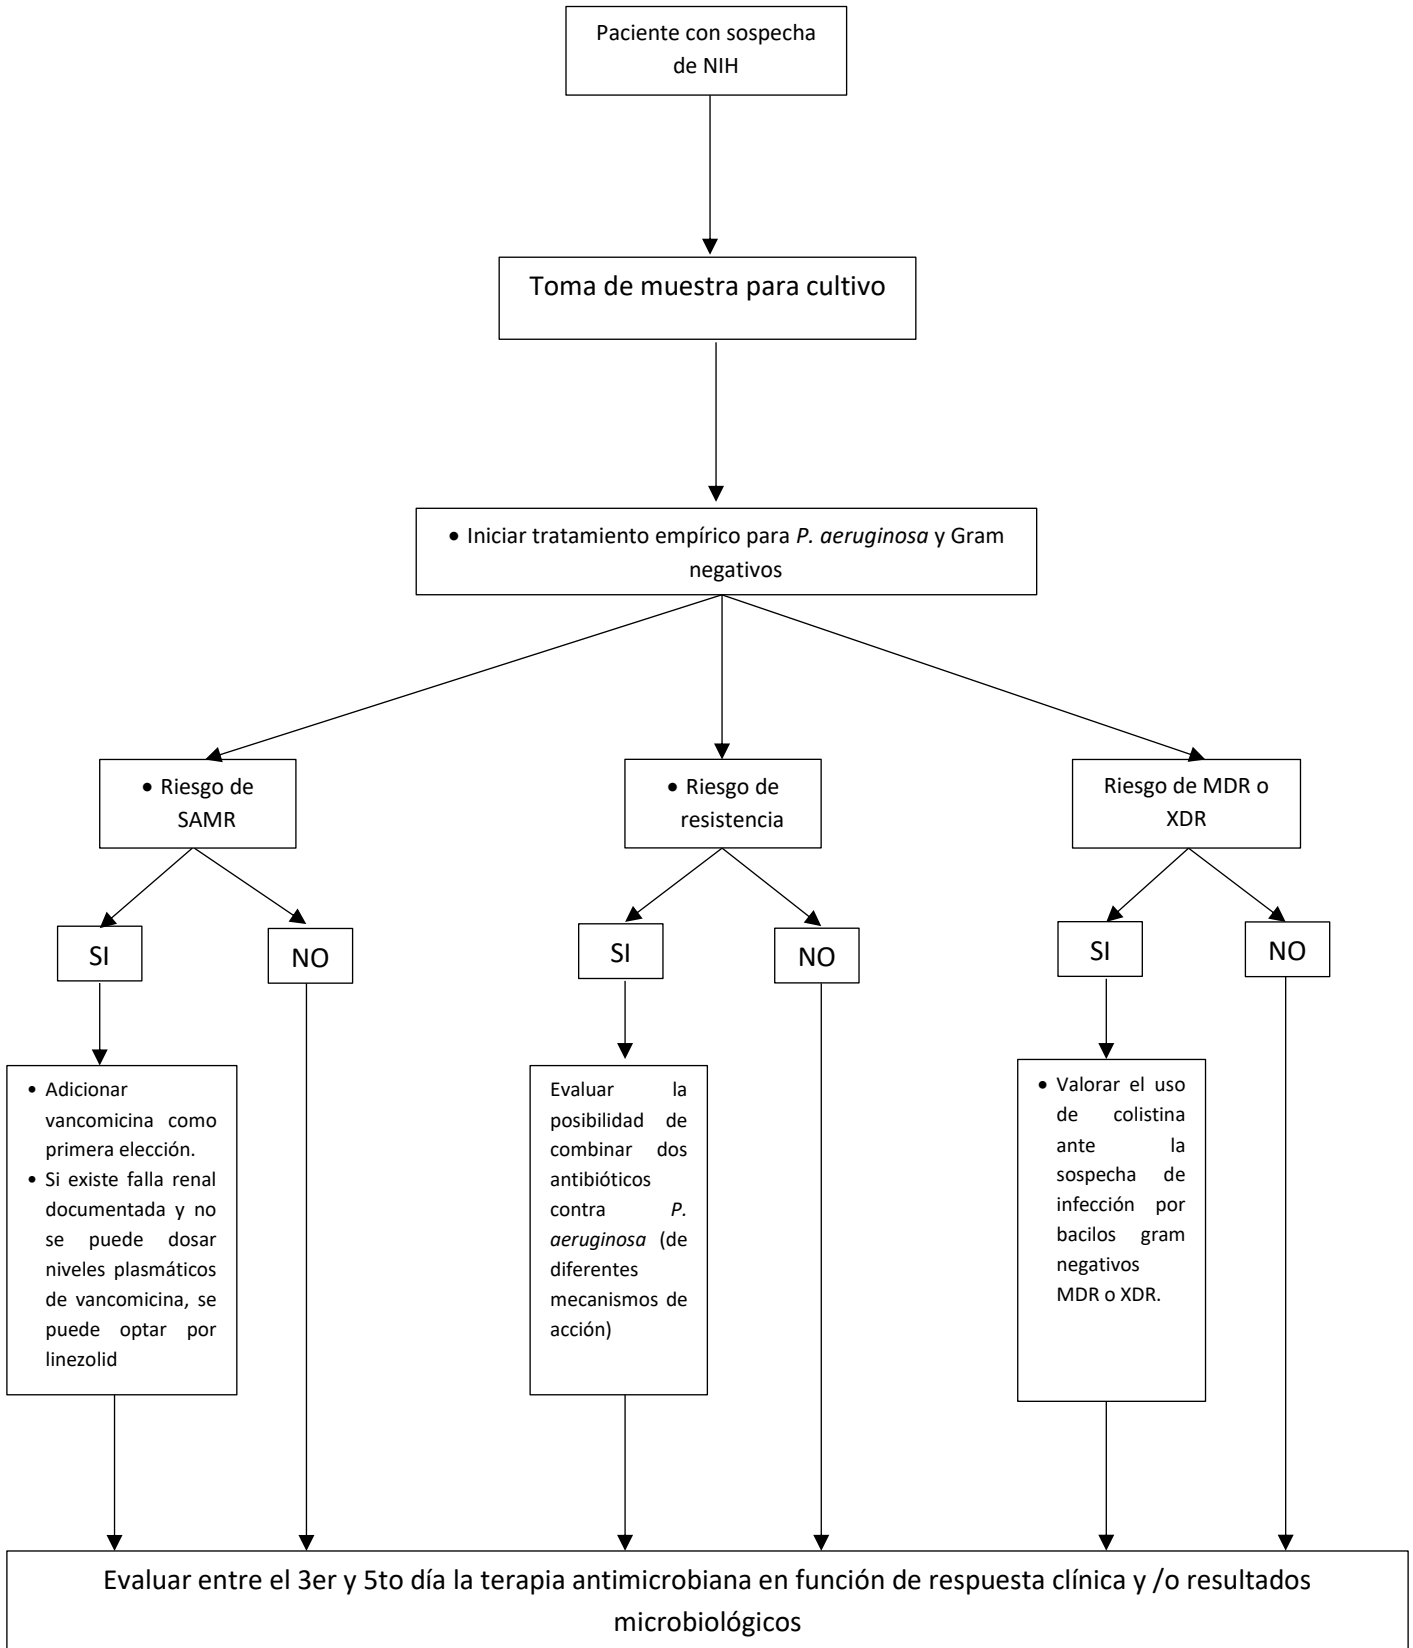 Paciente con sospecha
de NIH
Toma de muestra para cultivo
• Iniciar tratamiento empírico para P. aeruginosa y Gram
negativos
• Riesgo de
SAMR
• Riesgo de
resistencia
Riesgo de MDR o
XDR
SI
NO
SI
NO
SI
NO
• Adicionar
vancomicina como
primera elección.
• Si existe falla renal
documentada y no
se puede dosar
niveles plasmáticos
de vancomicina, se
puede optar por
linezolid
Evaluar la
posibilidad de
combinar dos
antibióticos
contra P.
aeruginosa (de
diferentes
mecanismos de
acción)
• Valorar el uso
de colistina
ante la
sospecha de
infección por
bacilos gram
negativos
MDR o XDR.
Evaluar entre el 3er y 5to día la terapia antimicrobiana en función de respuesta clínica y /o resultados
microbiológicos